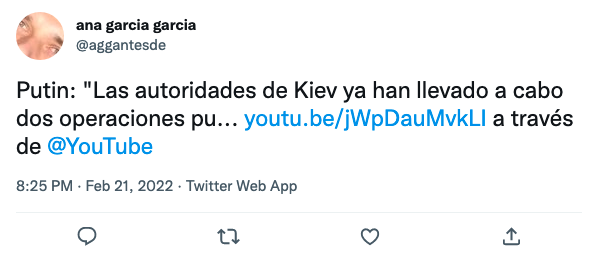 ana garcia garcia
@aggantesde
Putin: "Las autoridades de Kiev ya han llevado a cabo
dos operaciones pu... youtu.be/jWpDauMvkLI a través
de @YouTube
8:25 PM · Feb 21, 2022 · Twitter Web App